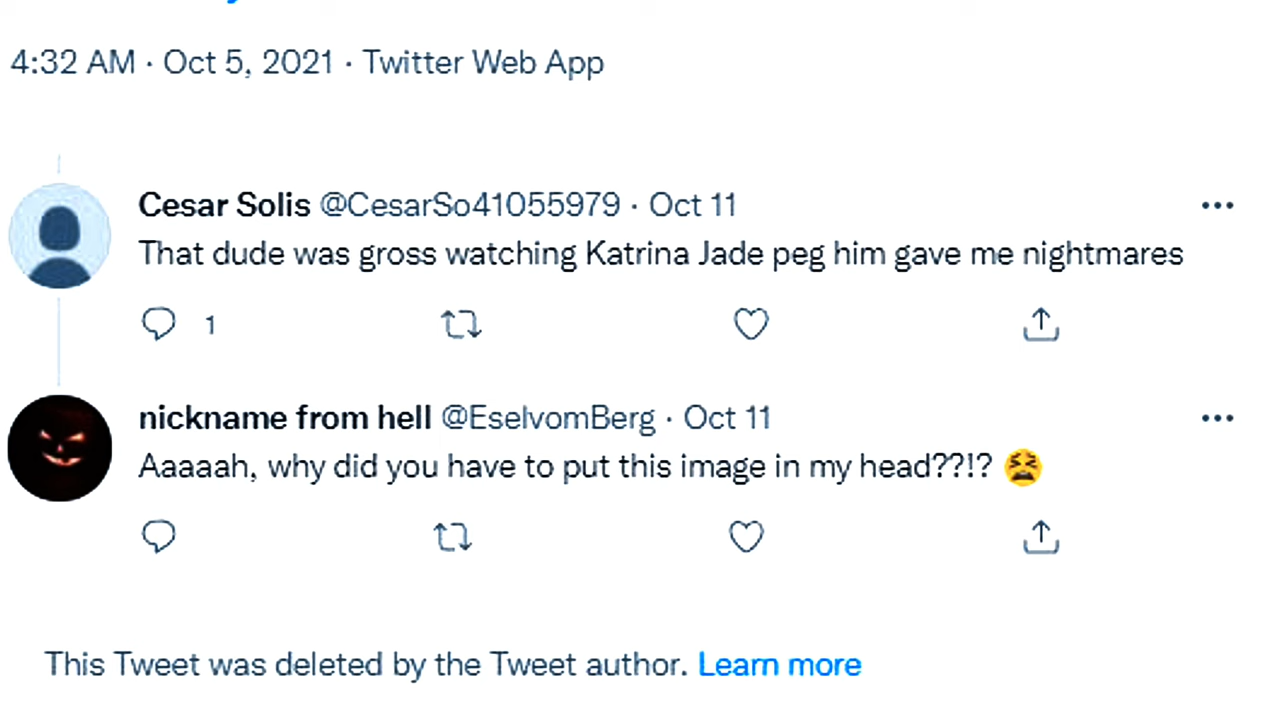 4:32 AM · Oct 5, 2021 · Twitter Web App
Cesar Solis @CesarSo41055979 · Oct 11
That dude was gross watching Katrina Jade peg him gave me nightmares
1
nickname from hell @EselvomBerg · Oct 11
Aaaaah, why did you have to put this image in my head??!? 😫
This Tweet was deleted by the Tweet author. Learn more